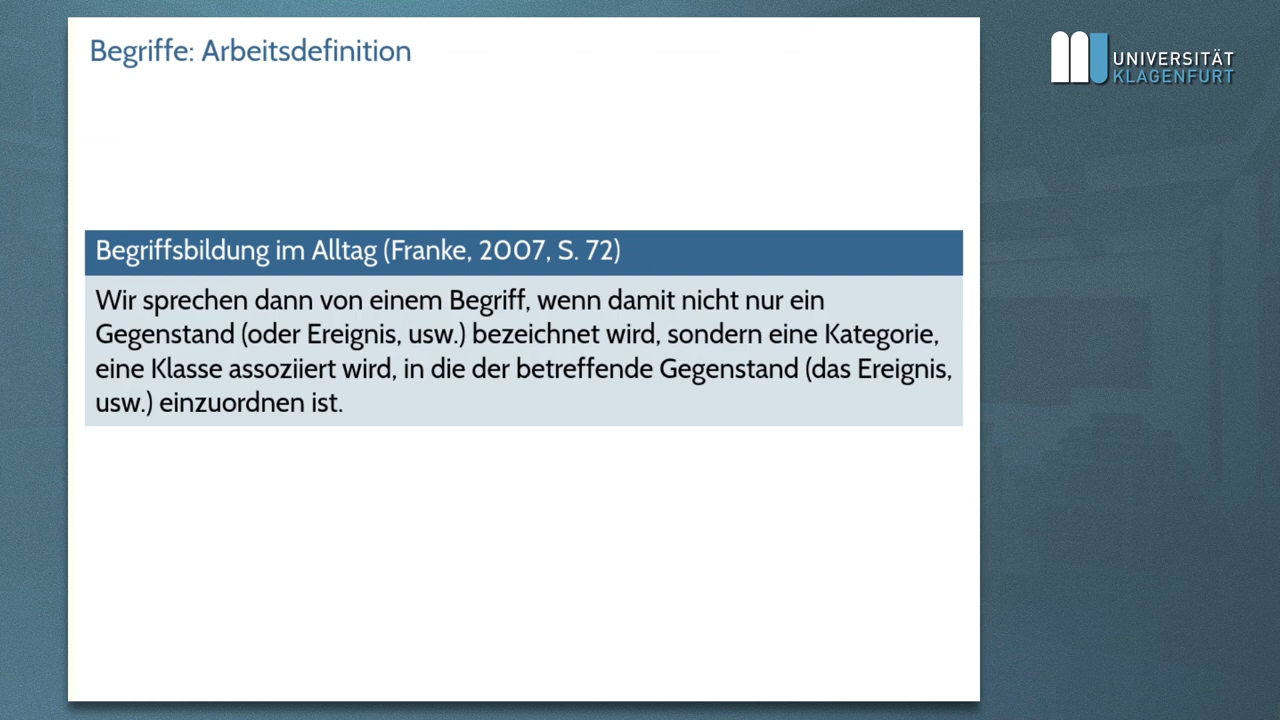 Begriffe: Arbeitsdefinition
UNIVERSITÄT
KLAGENFURT
Begriffsbildung im Alltag (Franke, 2007, S. 72)
Wir sprechen dann von einem Begriff, wenn damit nicht nur ein
Gegenstand (oder Ereignis, usw.) bezeichnet wird, sondern eine Kategorie,
eine Klasse assoziiert wird, in die der betreffende Gegenstand (das Ereignis,
usw.) einzuordnen ist.